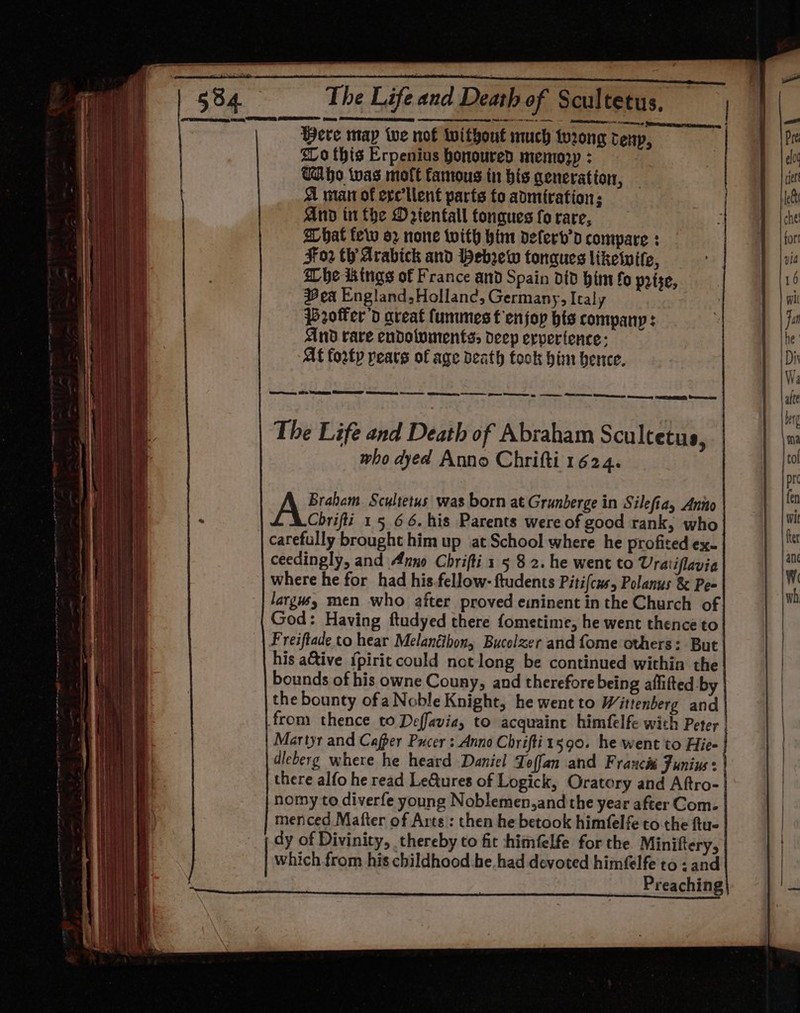 584 The Life and Death of Scultetus,
Here may we not without much wrong deny,
To this Erpenius honoured memory :
Who was most famous in his generation,
A man of exc'llent parts to admiration;
And in the Orientall tongues so rare,
That few or none with him deserv'd compare :
For th' Arabick and Hebrew tongues likewise,
The Kings of France and Spain did him so prize,
Yea England, Holland, Germany, Italy
Proffer'd great summes t'enjoy his company :
And rare endowments, deep experience;
At forty years of age death took him hence.
The Life and Death of Abraham Scultetus,
who dyed Anno Christi 1624.
ABraham Scultetus was born at Grunberge in Silesia, Anno
Christi 1 5 6 6. his Parents were of good rank, who
carefully brought him up at School where he profited ex-
ceedingly, and Anno Christi 1 5 8 2. he went to Uratislavia
where he for had his fellow-students Pitiscus, Polanus & Pe-
largus, men who after proved eminent in the Church of
God: Having studyed there sometime, he went thence to
Freistade to hear Melancthon, Bucolzer and some others: But
his active spirit could not long be continued within the
bounds of his owne Couny, and therefore being assisted by
the bounty of a Noble Knight, he went to Wittenberg and
from thence to Dessavia, to acquaint himselfe with Peter
Martyr and Casper Pucer : Anno Christi 1590. he went to Hie-
dleberg where he heard Daniel Tossan and Francis Junius:
there also he read Lectures of Logick, Oratory and Astro-
nomy to diverse young Noblemen, and the year after Com-
menced Master of Arts : then he betook himselfe to the stu-
dy of Divinity, thereby to fit himselfe for the Ministery,
which from his childhood he had devoted himselfe to ; and
Preaching